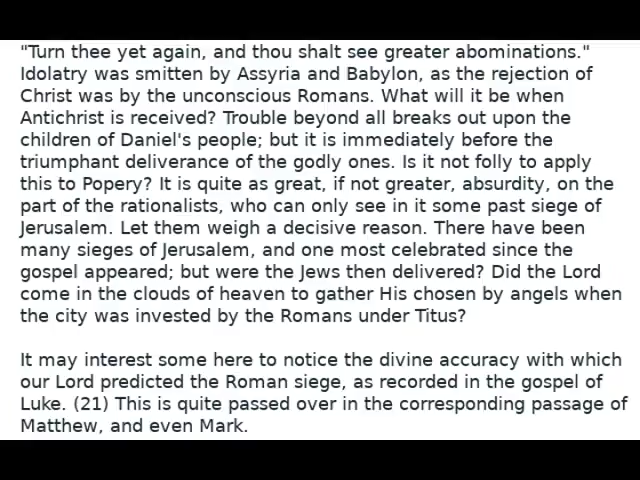 "Turn thee yet again, and thou shalt see greater abominations."
Idolatry was smitten by Assyria and Babylon, as the rejection of
Christ was by the unconscious Romans. What will it be when
Antichrist is received? Trouble beyond all breaks out upon the
children of Daniel's people; but it is immediately before the
triumphant deliverance of the godly ones. Is it not folly to apply
this to Popery? It is quite as great, if not greater, absurdity, on the
part of the rationalists, who can only see in it some past siege of
Jerusalem. Let them weigh a decisive reason. There have been
many sieges of Jerusalem, and one most celebrated since the
gospel appeared; but were the Jews then delivered? Did the Lord
come in the clouds of heaven to gather His chosen by angels when
the city was invested by the Romans under Titus?
It may interest some here to notice the divine accuracy with which
our Lord predicted the Roman siege, as recorded in the gospel of
Luke. (21) This is quite passed over in the corresponding passage of
Matthew, and even Mark.